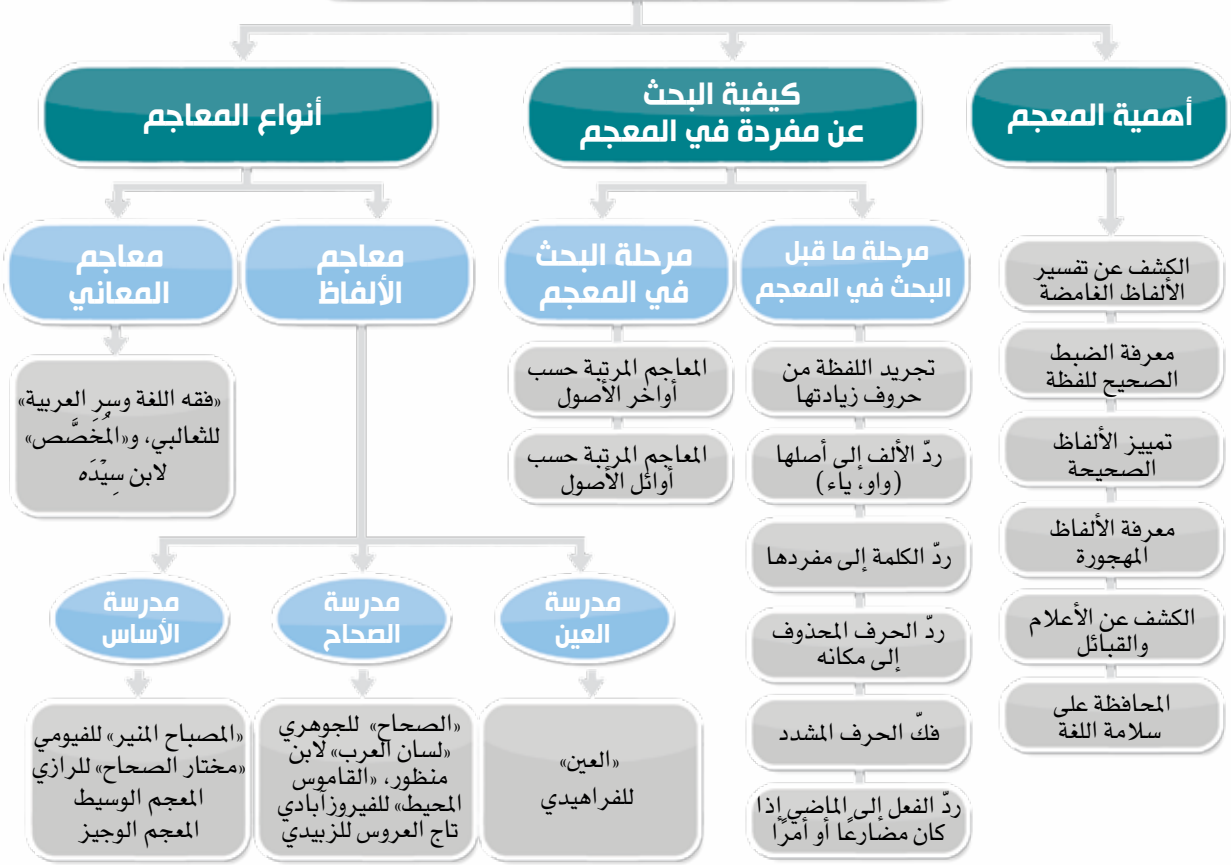 أهمية المعجم
الكشف عن تفسير
الألفاظ الغامضة
معرفة الضبط
الصحيح للفظة
تمييز الألفاظ
الصحيحة
معرفة الألفاظ
المهجورة
الكشف عن الأعلام
والقبائل
المحافظة على
سلامة اللغة
كيفية البحث
عن مفردة في المعجم
مرحلة ما قبل
البحث في المعجم
تجريد اللفظة من
حروف زيادتها
ردّ الألف إلى أصلها
(واو، ياء)
ردّ الكلمة إلى مفردها
ردّ الحرف المحذوف
إلى مكانه
فكّ الحرف المشدد
ردّ الفعل إلى الماضي إذا
كان مضارعًا أو أمرًا
مرحلة البحث
في المعجم
المعاجم المرتبة حسب
أواخر الأصول
المعاجم المرتبة حسب
أوائل الأصول
أنواع المعاجم
معاجم
الألفاظ
مدرسة
العين
«العين»
للفراهيدي
مدرسة
الصحاح
«الصحاح» للجوهري
«لسان العرب» لابن
منظور، «القاموس
المحيط» للفيروزآبادي
تاج العروس للزبيدي
مدرسة
الأساس
«المصباح المنير» للفيومي
«مختار الصحاح» للرازي
المعجم الوسيط
المعجم الوجيز
معاجم
المعاني
«فقه اللغة وسر العربية»
للثعالبي، و«المُخَصَّص»
لابن سِيْدَه